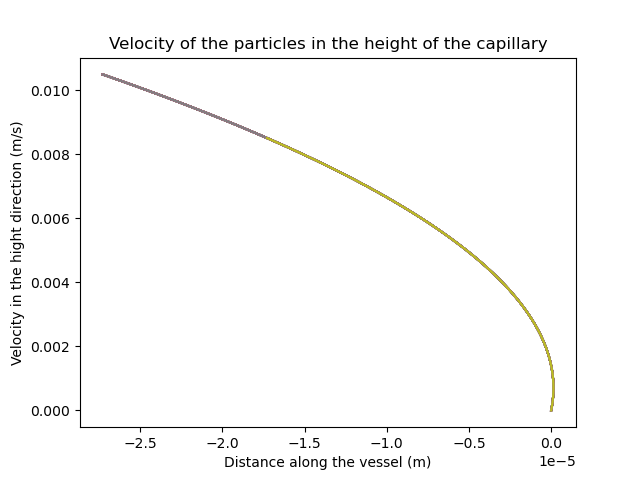 Velocity of the particles in the height of the capillary
0.010
0.008
0.006
0.004
0.002
0.000
Velocity in the hight direction (m/s)
−2.5 −2.0 −1.5 −1.0 −0.5 0.0
1e−5
Distance along the vessel (m)